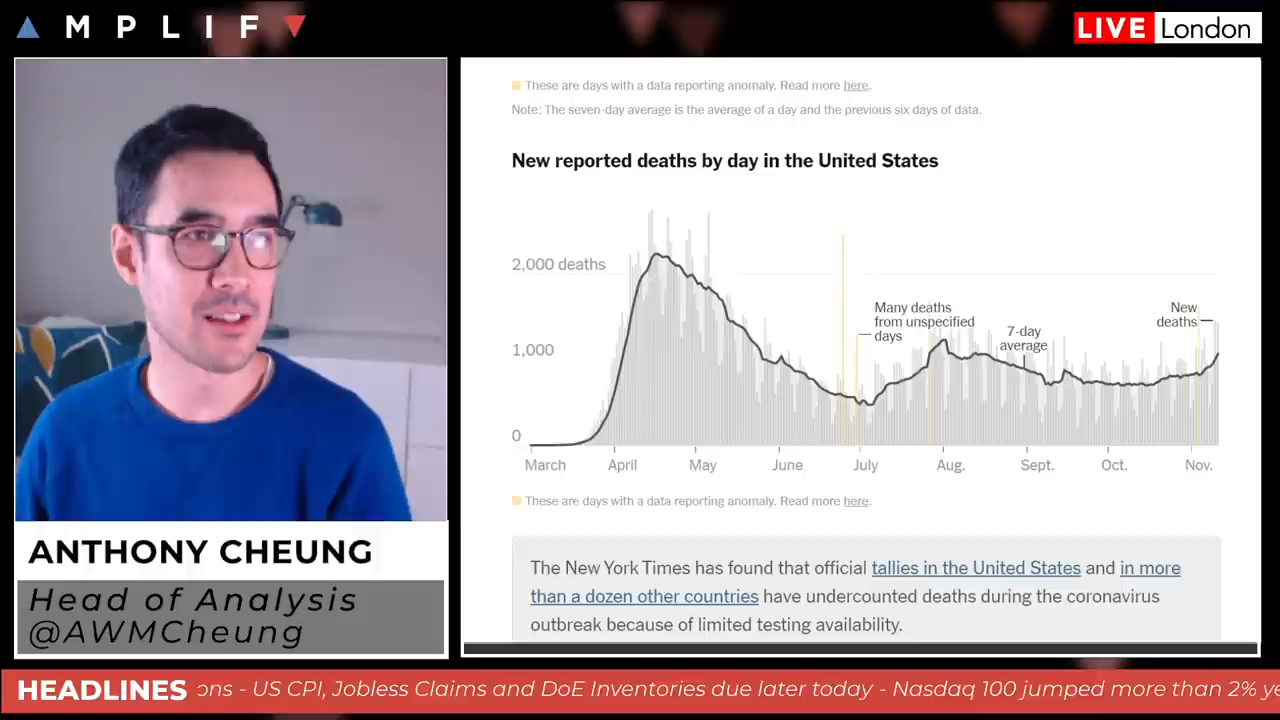 MPLIF
LIVE London
These are days with a data reporting anomaly. Read more here.
Note: The seven-day average is the average of a day and the previous six days of data.
New reported deaths by day in the United States
2,000 deaths
1,000
0
Many deaths
from unspecified
days
7-day
average
New
deaths
March April May June July Aug. Sept. Oct. Nov.
These are days with a data reporting anomaly. Read more here.
The New York Times has found that official tallies in the United States and in more
than a dozen other countries have undercounted deaths during the coronavirus
outbreak because of limited testing availability.
ANTHONY CHEUNG
Head of Analysis
@AWMCheung
HEADLINES ons - US CPI, Jobless Claims and DoE Inventories due later today - Nasdaq 100 jumped more than 2% ye